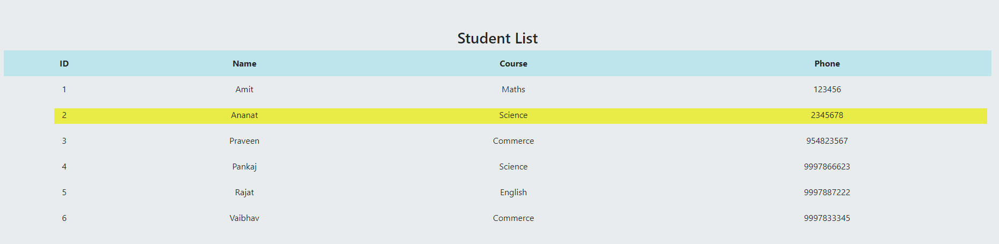 Student List
ID Name Course Phone
1 Amit Maths 123456
2 Ananat Science 2345678
3 Praveen Commerce 954823567
4 Pankaj Science 9997866623
5 Rajat English 9997887222
6 Vaibhav Commerce 9997833345